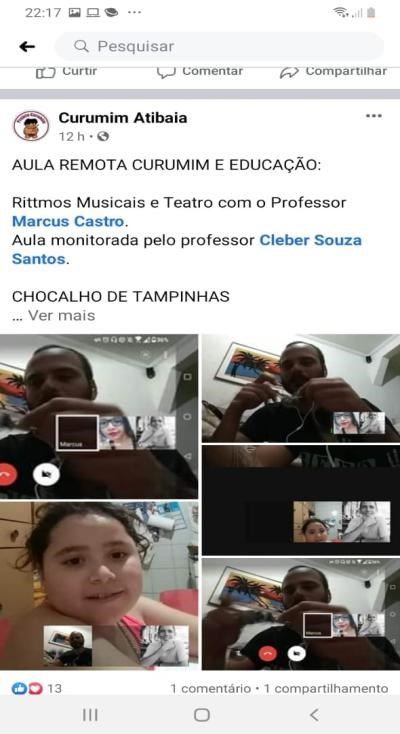 22:17
Pesquisar
Curtir Comentar Compartilhar
Curumim Atibaia
12 h
AULA REMOTA CURUMIM E EDUCAÇÃO:
Rittmos Musicais e Teatro com o Professor
Marcus Castro.
Aula monitorada pelo professor Cleber Souza
Santos.
CHOCALHO DE TAMPINHAS
... Ver mais
Marcus
Marcus
13 1 comentário • 1 compartilhamento